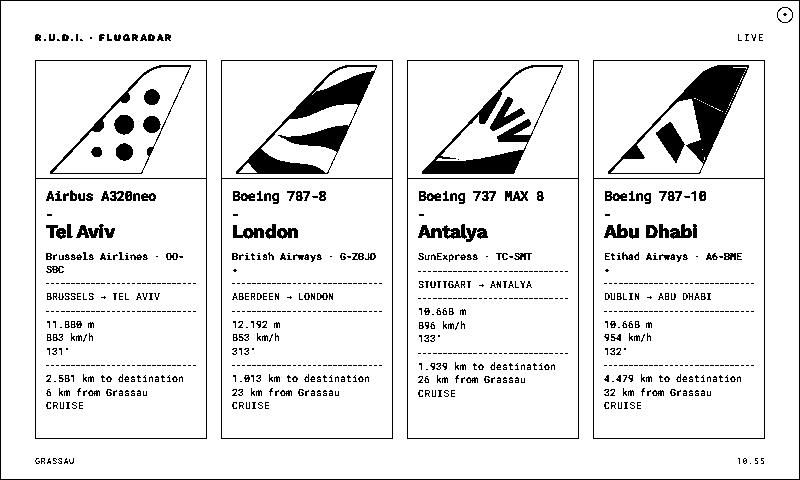 R.U.D.I. · FLUGRADAR
LIVE
Airbus A320neo
-
Tel Aviv
Brussels Airlines · OO-
SBC
BRUSSELS → TEL AVIV
11.880 m
883 km/h
131°
2.581 km to destination
6 km from Grassau
CRUISE
Boeing 787-8
-
London
British Airways · G-ZBJD
•
ABERDEEN → LONDON
12.192 m
853 km/h
313°
1.013 km to destination
23 km from Grassau
CRUISE
Boeing 737 MAX 8
-
Antalya
SunExpress · TC-SMT
STUTTGART → ANTALYA
10.668 m
896 km/h
133°
1.939 km to destination
26 km from Grassau
CRUISE
Boeing 787-10
-
Abu Dhabi
Etihad Airways · A6-BME
•
DUBLIN → ABU DHABI
10.668 m
954 km/h
132°
4.479 km to destination
32 km from Grassau
CRUISE
GRASSAU
10.55